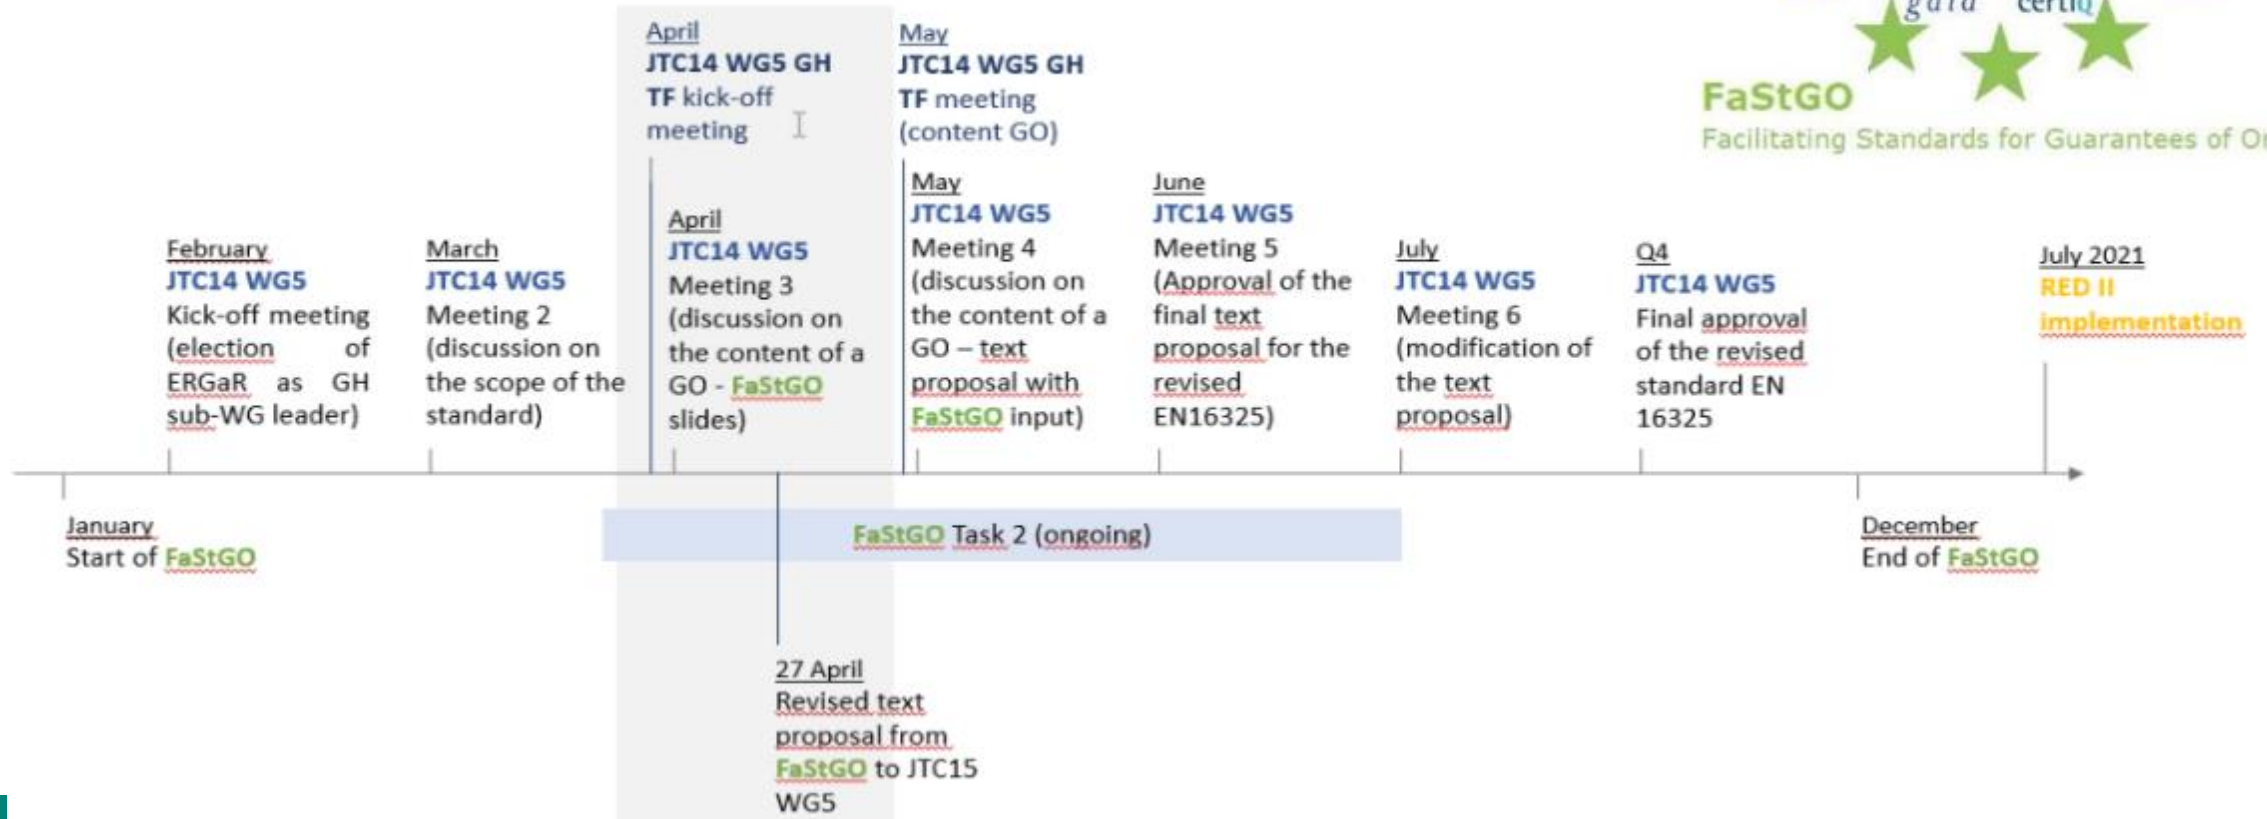 April
JTC14 WG5 GH
TF kick-off
meeting
May
JTC14 WG5 GH
TF meeting
(content GO)
certiQ
FaStGO
Facilitating Standards for Guarantees of
February
JTC14 WG5
Kick-off meeting
(election of
ERGaR as GH
sub-WG leader)
March
JTC14 WG5
Meeting 2
(discussion on
the scope of the
standard)
April
JTC14 WG5
Meeting 3
(discussion on
the content of a
GO - FaStGO
slides)
May
JTC14 WG5
Meeting 4
(discussion on
the content of a
GO – text
proposal with
FaStGO input)
June
JTC14 WG5
Meeting 5
(Approval of the
final text
proposal for the
revised
EN16325)
July
JTC14 WG5
Meeting 6
(modification of
the text
proposal)
Q4
JTC14 WG5
Final approval
of the revised
standard EN
16325
July 2021
RED II
implementation
January
Start of FaStGO
FaStGO Task 2 (ongoing)
December
End of FaStGO
27 April
Revised text
proposal from
FaStGO to JTC15
WG5